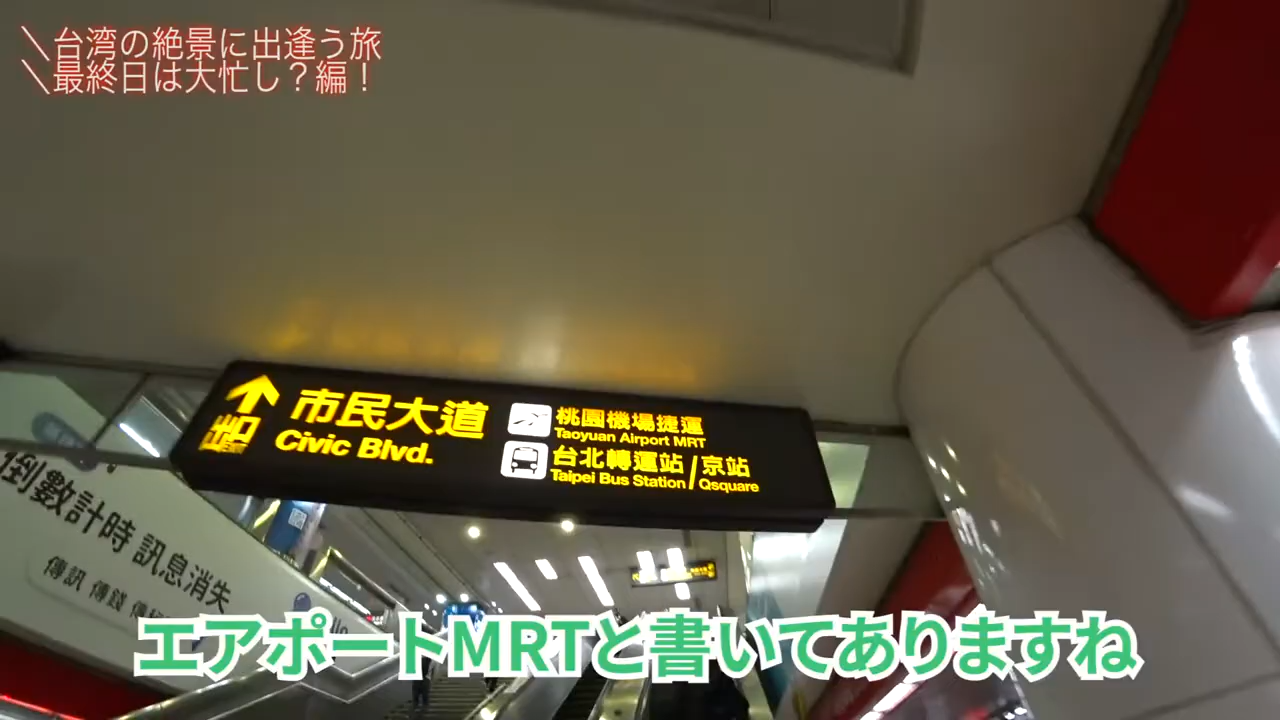 \台湾の絶景に出逢う旅
\最終日は大忙し?編!
出口
EXIT
市民大道
Civic Blvd.
桃園機場捷運
Taoyuan Airport MRT
台北轉運站/京站
Taipei Bus Station/Qsquare
倒數計時 訊息消失
傳訊 傳錢
エアポートMRTと書いてありますね